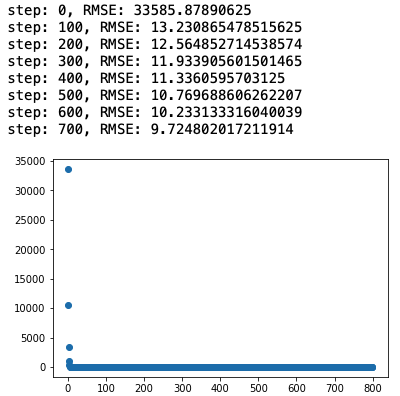 step: 0, RMSE: 33585.87890625
step: 100, RMSE: 13.230865478515625
step: 200, RMSE: 12.564852714538574
step: 300, RMSE: 11.933905601501465
step: 400, RMSE: 11.3360595703125
step: 500, RMSE: 10.769688606262207
step: 600, RMSE: 10.233133316040039
step: 700, RMSE: 9.724802017211914
35000
30000
25000
20000
15000
10000
5000
0
0 100 200 300 400 500 600 700 800